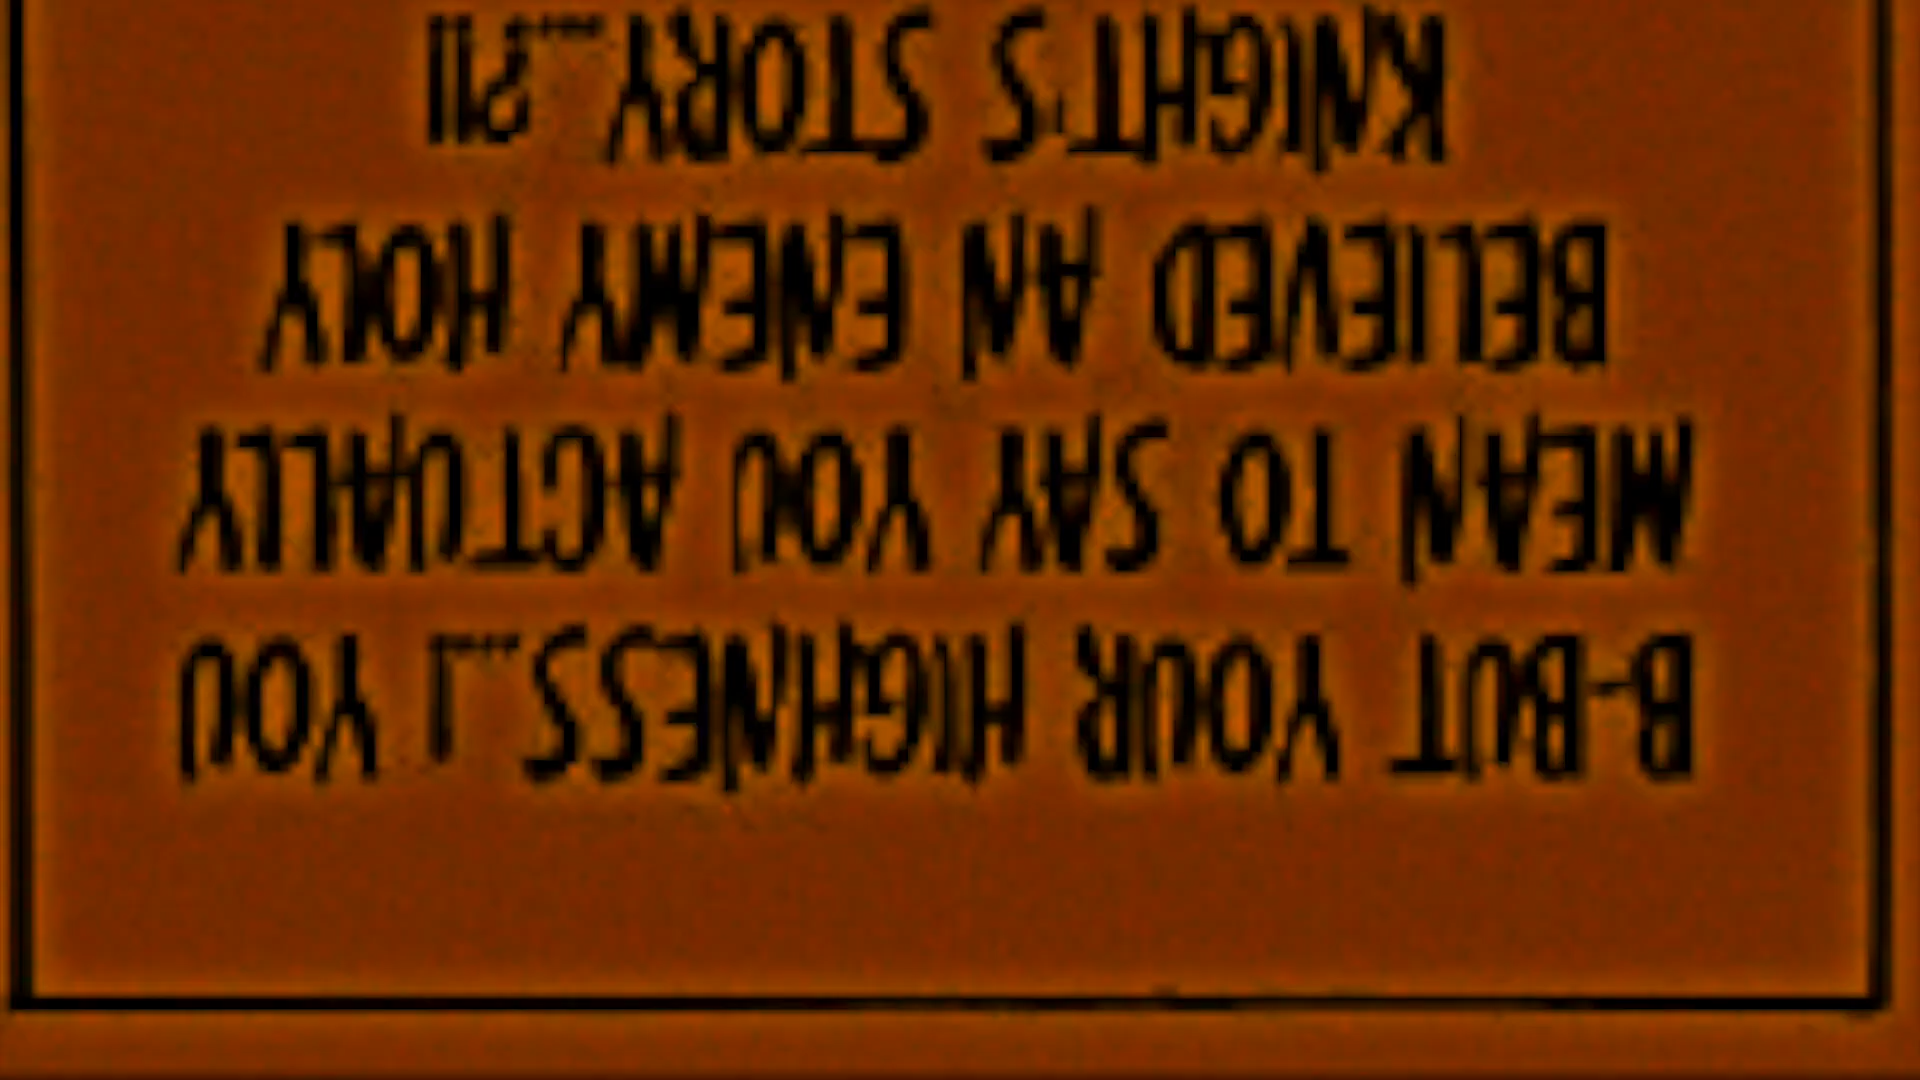 B-BUT YOUR HIGHNESS...! YOU
MEAN TO SAY YOU ACTUALLY
BELIEVED AN ENEMY HOLY
KNIGHT'S STORY...?!!